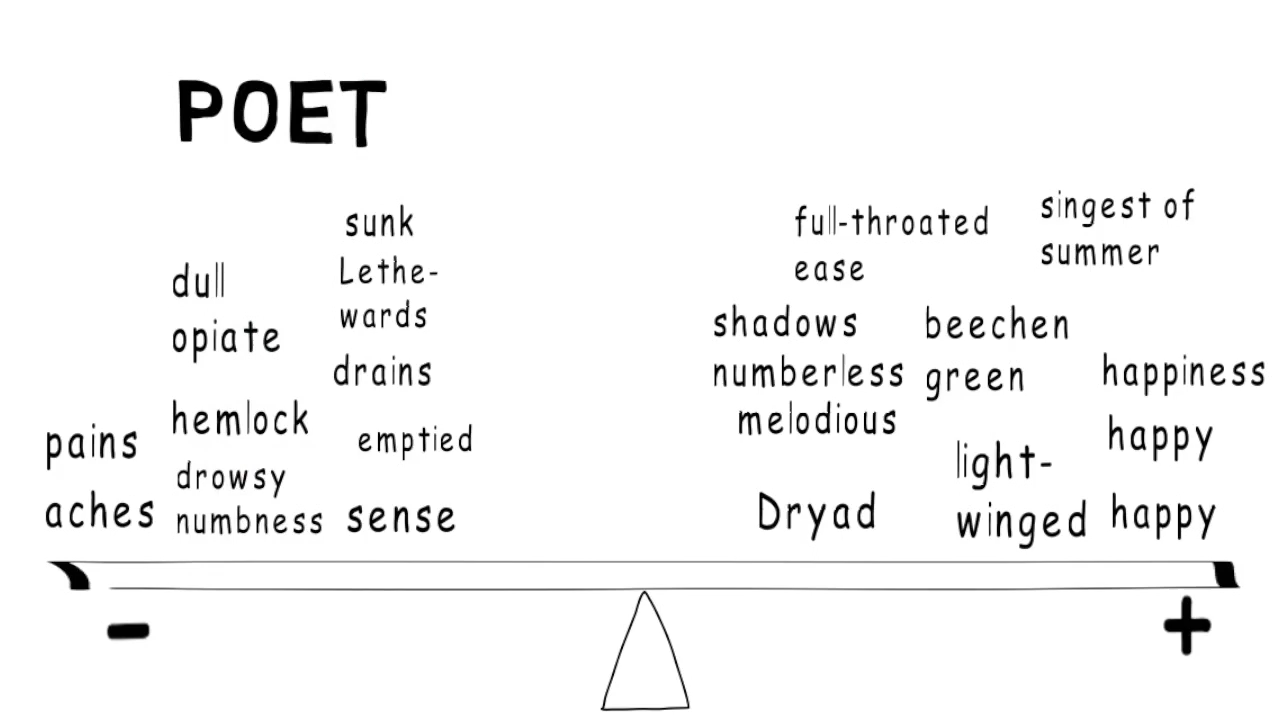 POET
sunk
Lethe-
wards
dull
opiate
drains
hemlock
emptied
pains
drowsy
aches
numbness
sense
full-throated
ease
singest of
summer
shadows
numberless
melodious
beechen
green
happiness
happy
light-
winged
Dryad
happy
-
+